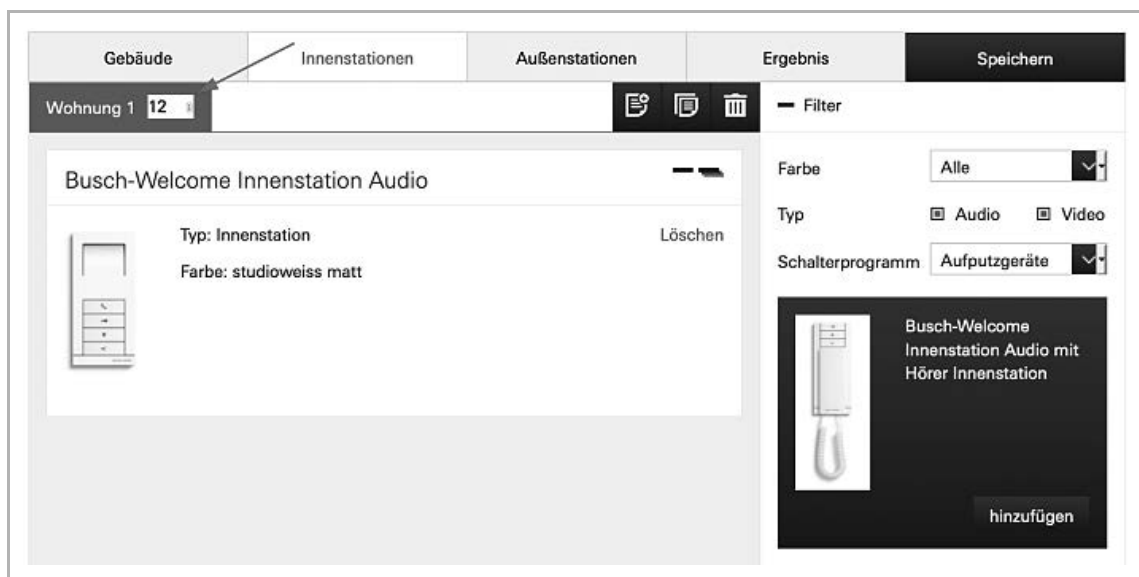 Gebäude
Innenstationen
Außenstationen
Ergebnis
Speichern
Wohnung 1 12
Filter
Busch-Welcome Innenstation Audio
Typ: Innenstation
Löschen
Farbe: studioweiss matt
Farbe Alle
Typ Audio Video
Schalterprogramm Aufputzgeräte
Busch-Welcome
Innenstation Audio mit
Hörer Innenstation
hinzufügen